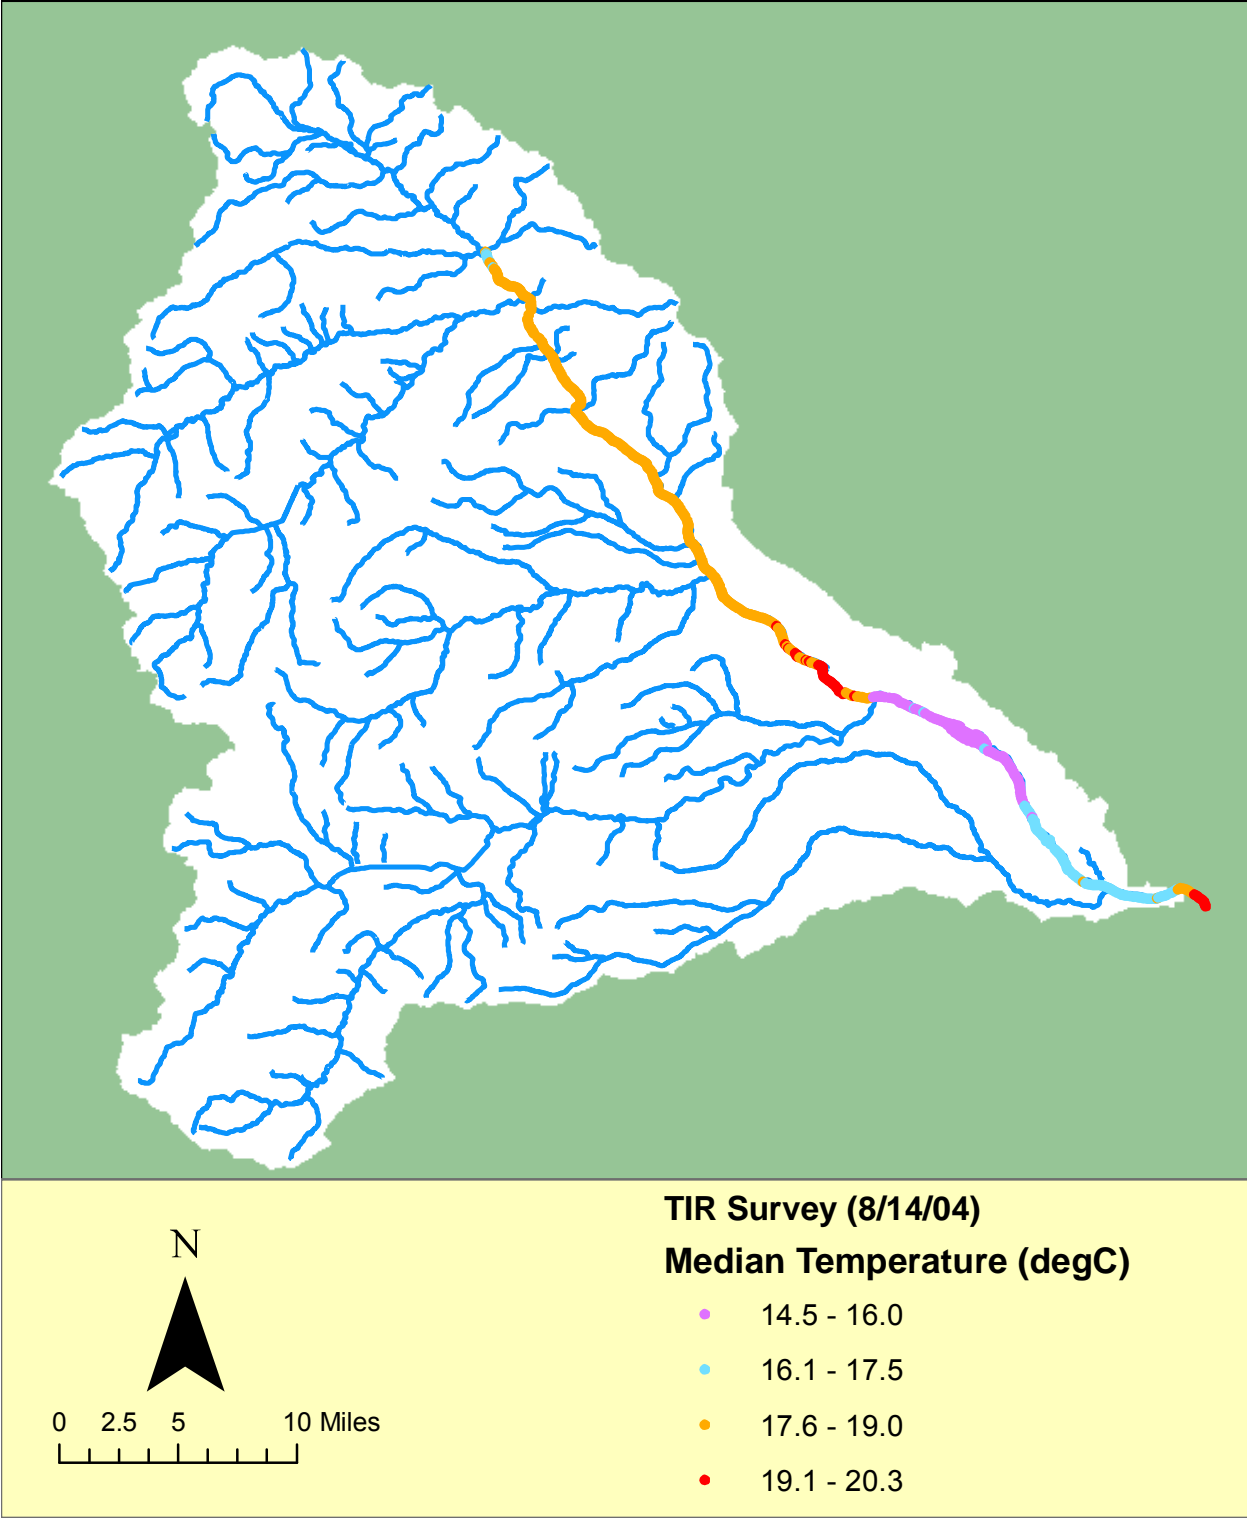 TIR Survey (8/14/04)
Median Temperature (degC)
14.5 - 16.0
16.1 - 17.5
17.6 - 19.0
19.1 - 20.3
N
0 2.5 5 10 Miles